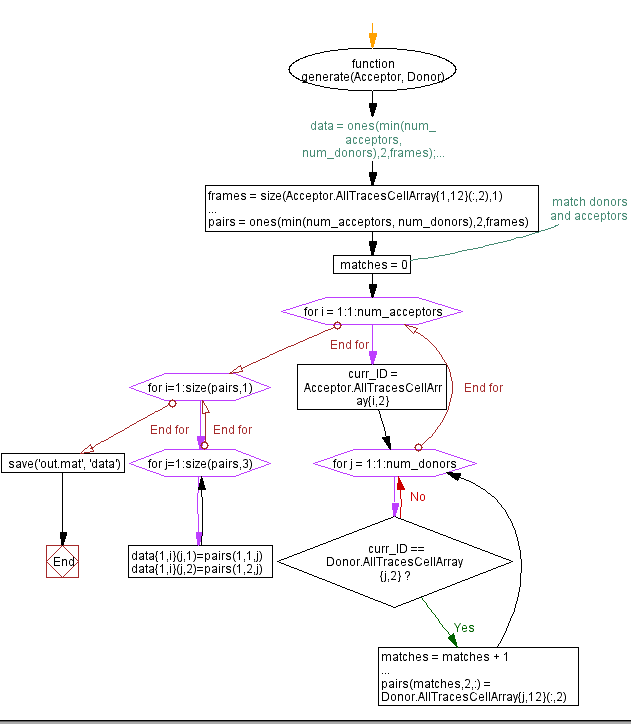 function
generate(Acceptor, Donor)
data = ones(min(num_
acceptors,
num_donors),2,frames);...
frames = size(Acceptor.AllTracesCellArray{1,12}(:,2),1)
...
pairs = ones(min(num_acceptors, num_donors),2,frames)
match donors
and acceptors
matches = 0
for i = 1:1:num_acceptors
End for
for i=1:size(pairs,1)
curr_ID =
Acceptor.AllTracesCellArr
ay{i,2}
End for
End for
End for
save('out.mat', 'data')
for j=1:size(pairs,3)
for j = 1:1:num_donors
No
End
data{1,i}(j,1)=pairs(1,1,j)
data{1,i}(j,2)=pairs(1,2,j)
curr_ID ==
Donor.AllTracesCellArray
{j,2} ?
Yes
matches = matches + 1
...
pairs(matches,2,:) =
Donor.AllTracesCellArray{j,12}(:,2)